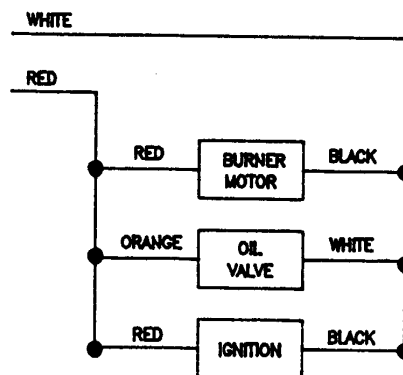 WHITE
RED
RED
BURNER
MOTOR
BLACK
ORANGE
OIL
VALVE
WHITE
RED
IGNITION
BLACK